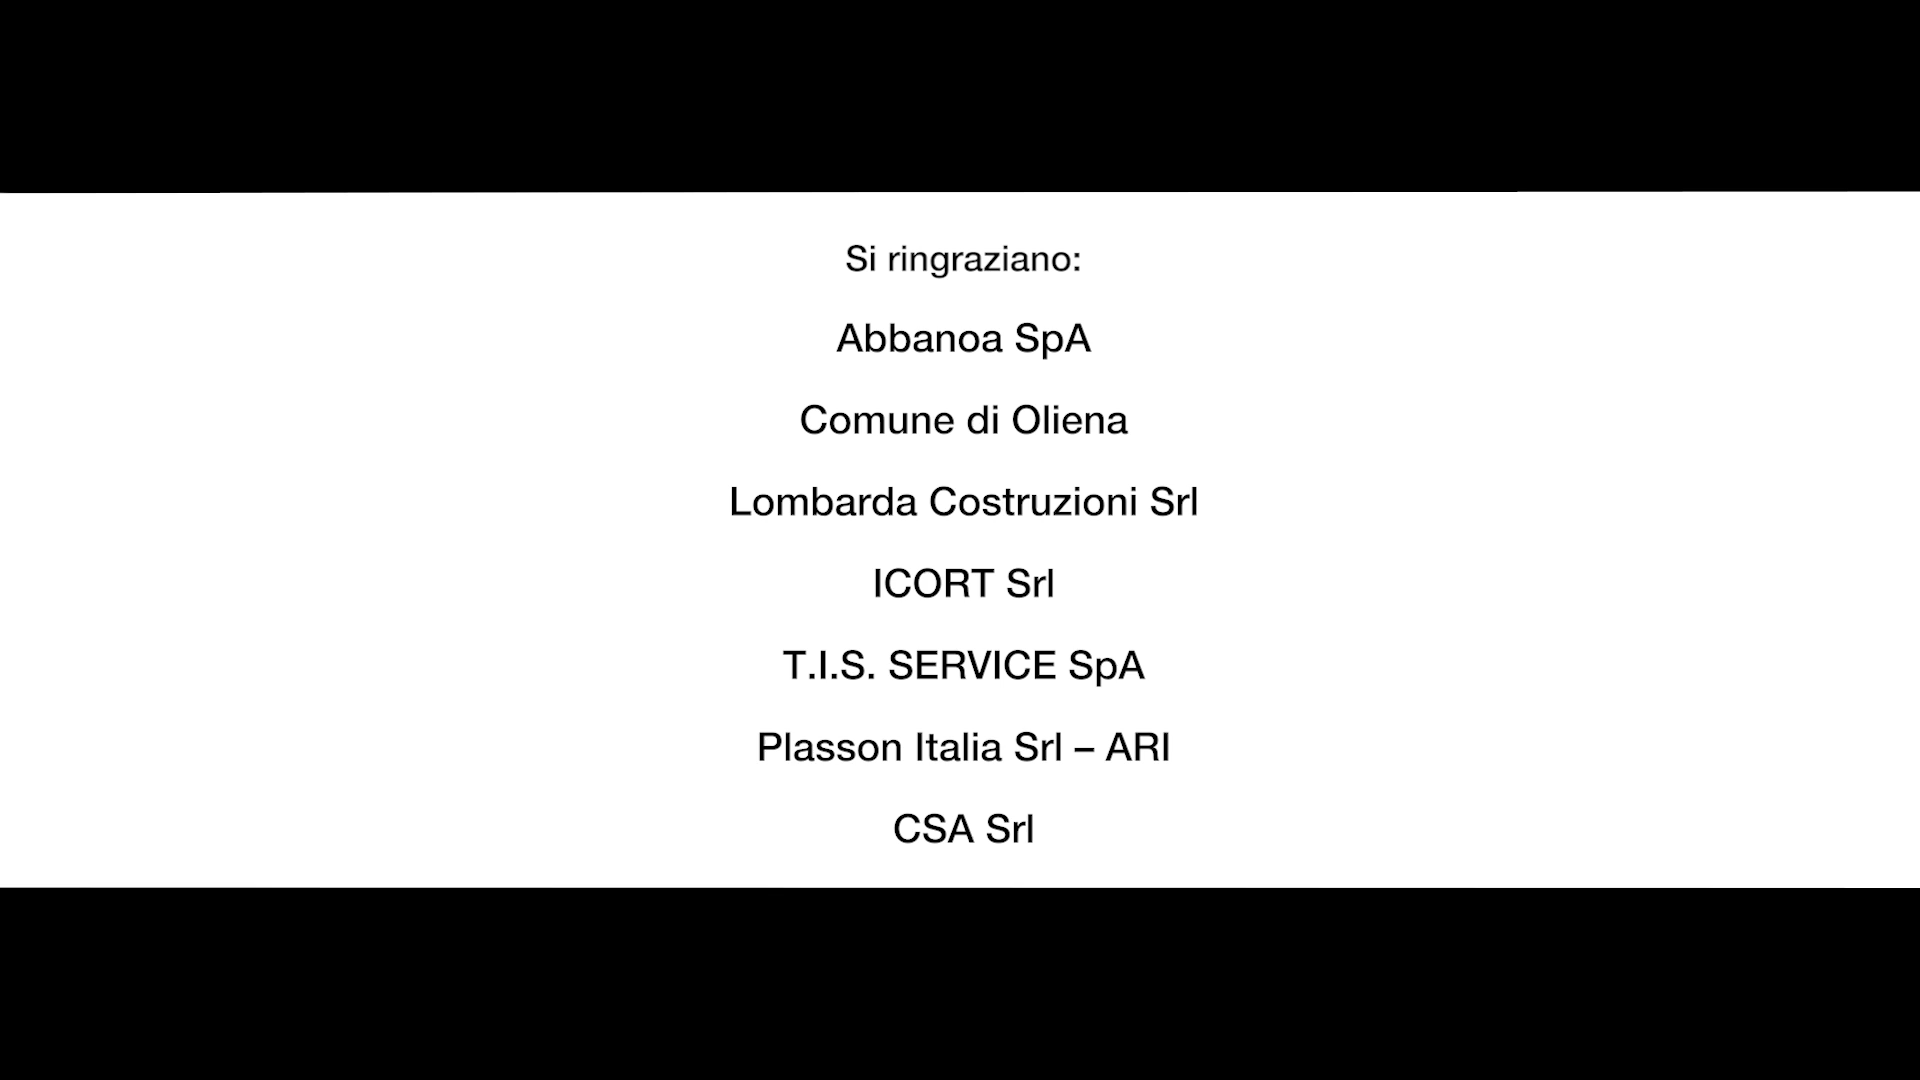 Si ringraziano:
Abbanoa SpA
Comune di Oliena
Lombarda Costruzioni Srl
ICORT Srl
T.I.S. SERVICE SpA
Plasson Italia Srl – ARI
CSA Srl